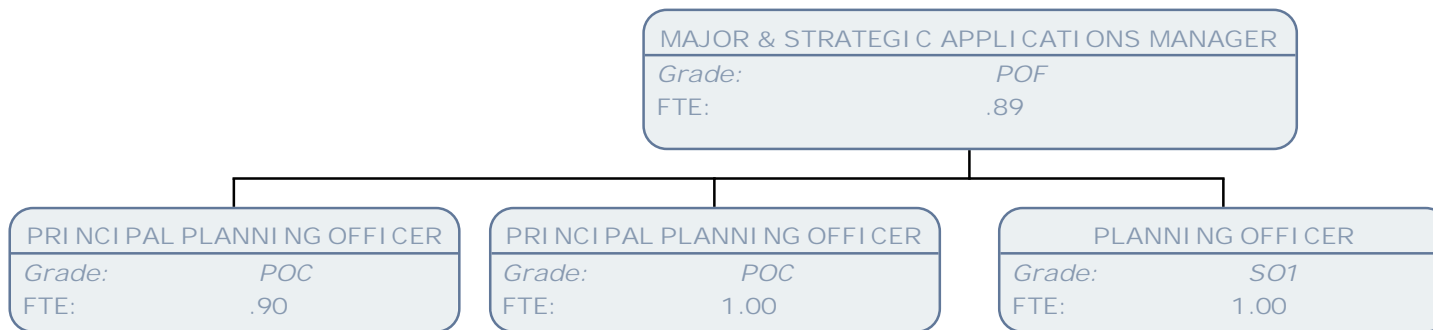 MAJOR & STRATEGIC APPLICATIONS MANAGER
Grade: POF
FTE: .89
PRINCIPAL PLANNING OFFICER
Grade: POC
FTE: .90
PRINCIPAL PLANNING OFFICER
Grade: POC
FTE: 1.00
PLANNING OFFICER
Grade: SO1
FTE: 1.00